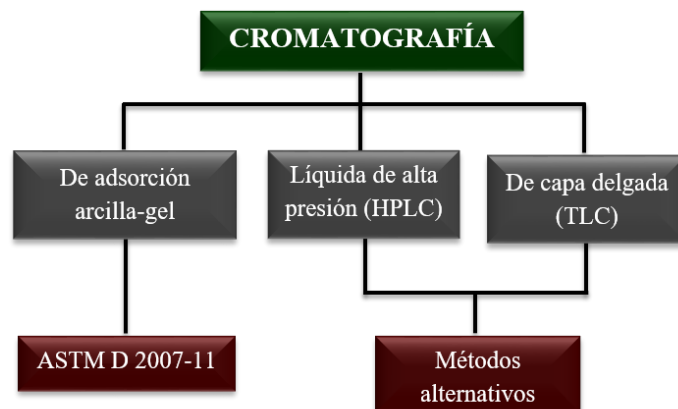 CROMATOGRAFÍA
De adsorción
arcilla-gel
Líquida de alta
presión (HPLC)
De capa delgada
(TLC)
ASTM D 2007-11
Métodos
alternativos